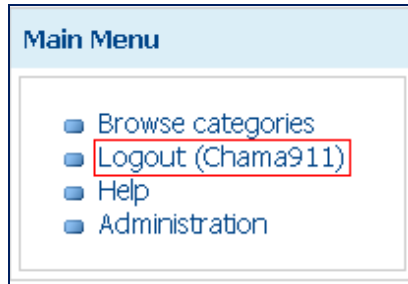 Main Menu
Browse categories
Logout (Chama911)
Help
Administration